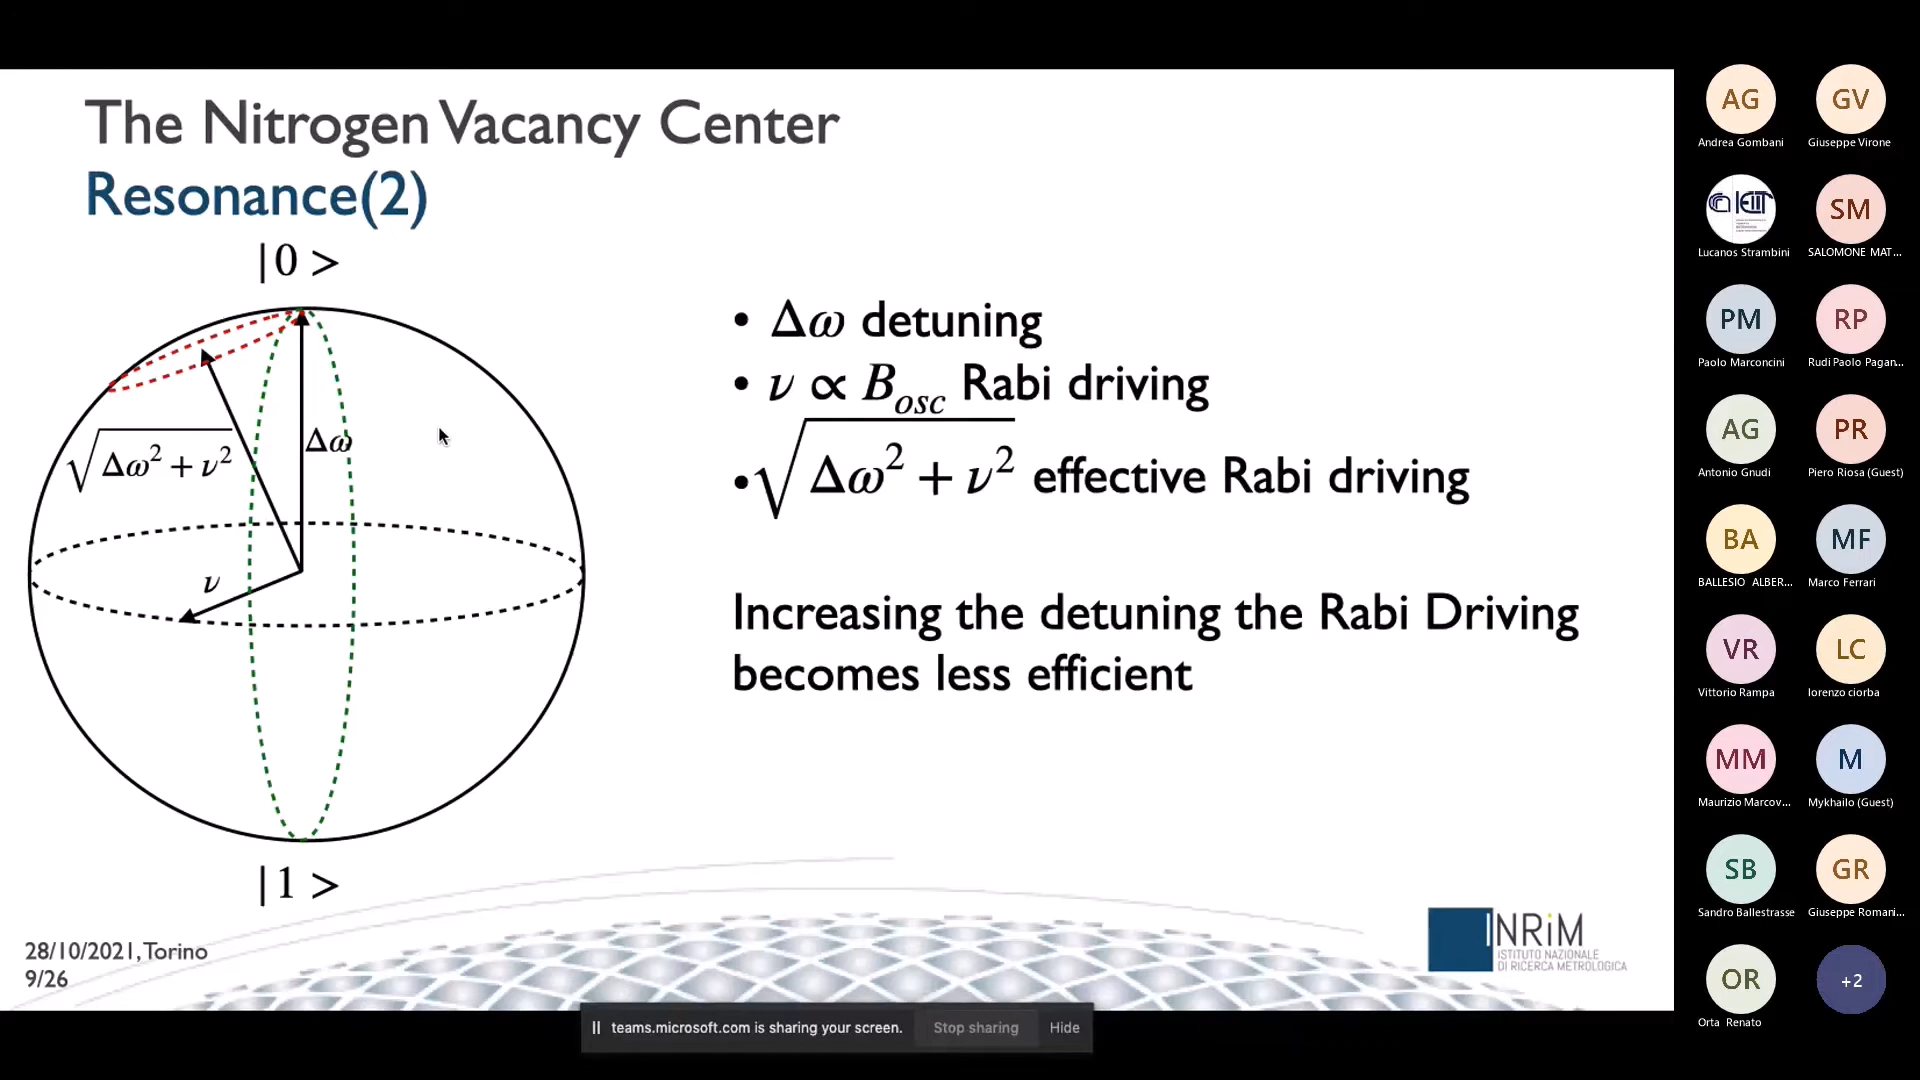 The Nitrogen Vacancy Center
Resonance(2)
|0 >
√Δω² + ν²
Δω
ν
|1 >
• Δω detuning
• ν ∝ B_osc Rabi driving
• √Δω² + ν² effective Rabi driving
Increasing the detuning the Rabi Driving
becomes less efficient
28/10/2021, Torino
9/26
INRiM
ISTITUTO NAZIONALE
DI RICERCA METROLOGICA
teams.microsoft.com is sharing your screen. Stop sharing Hide
AG GV
Andrea Gombani Giuseppe Virone
IEIIT SM
Lucanos Strambini SALOMONE MAT...
PM RP
Paolo Marconcini Rudi Paolo Pagan...
AG PR
Antonio Gnudi Piero Riosa (Guest)
BA MF
BALLESIO ALBER... Marco Ferrari
VR LC
Vittorio Rampa lorenzo ciorba
MM M
Maurizio Marcov... Mykhailo (Guest)
SB GR
Sandro Ballestrasse Giuseppe Romani...
OR +2
Orta Renato